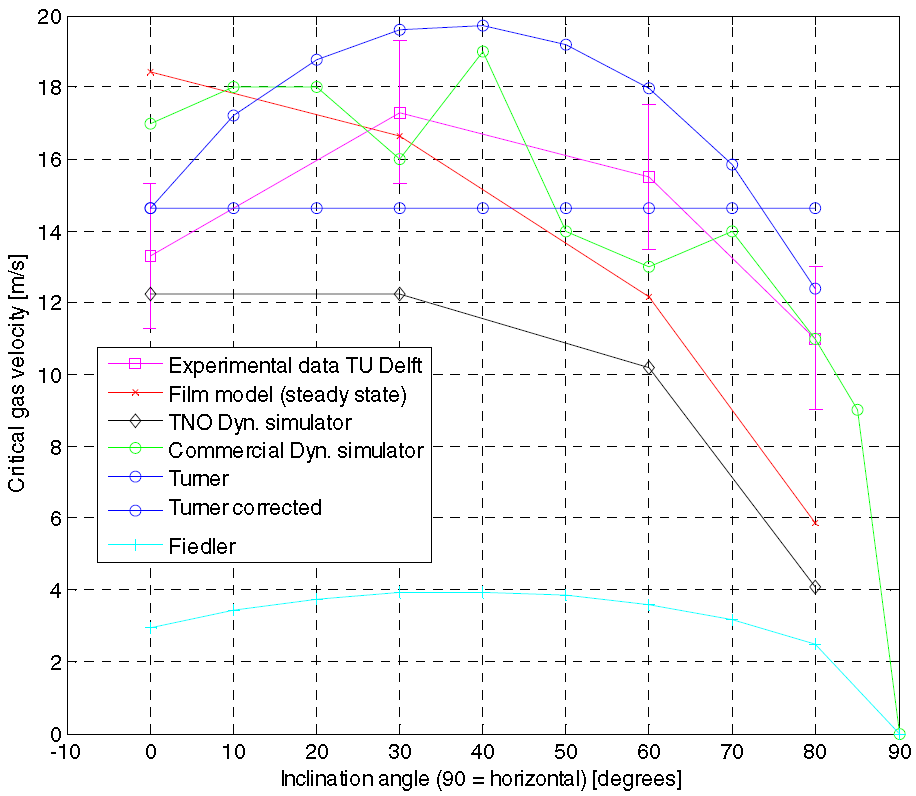 20
18
16
14
12
10
8
6
4
2
0
Critical gas velocity [m/s]
Experimental data TU Delft
Film model (steady state)
TNO Dyn. simulator
Commercial Dyn. simulator
Turner
Turner corrected
Fiedler
-10 0 10 20 30 40 50 60 70 80 90
Inclination angle (90 = horizontal) [degrees]